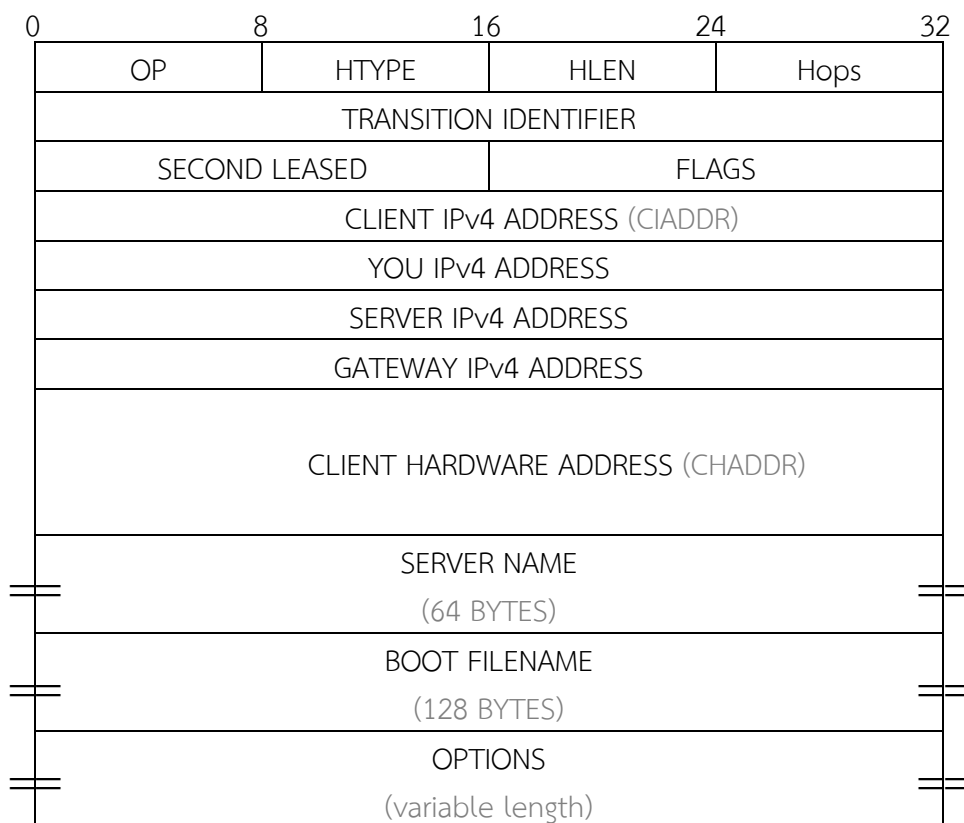 0 8 16 24 32
OP HTYPE HLEN Hops
TRANSITION IDENTIFIER
SECOND LEASED FLAGS
CLIENT IPv4 ADDRESS (CIADDR)
YOU IPv4 ADDRESS
SERVER IPv4 ADDRESS
GATEWAY IPv4 ADDRESS
CLIENT HARDWARE ADDRESS (CHADDR)
SERVER NAME
(64 BYTES)
BOOT FILENAME
(128 BYTES)
OPTIONS
(variable length)